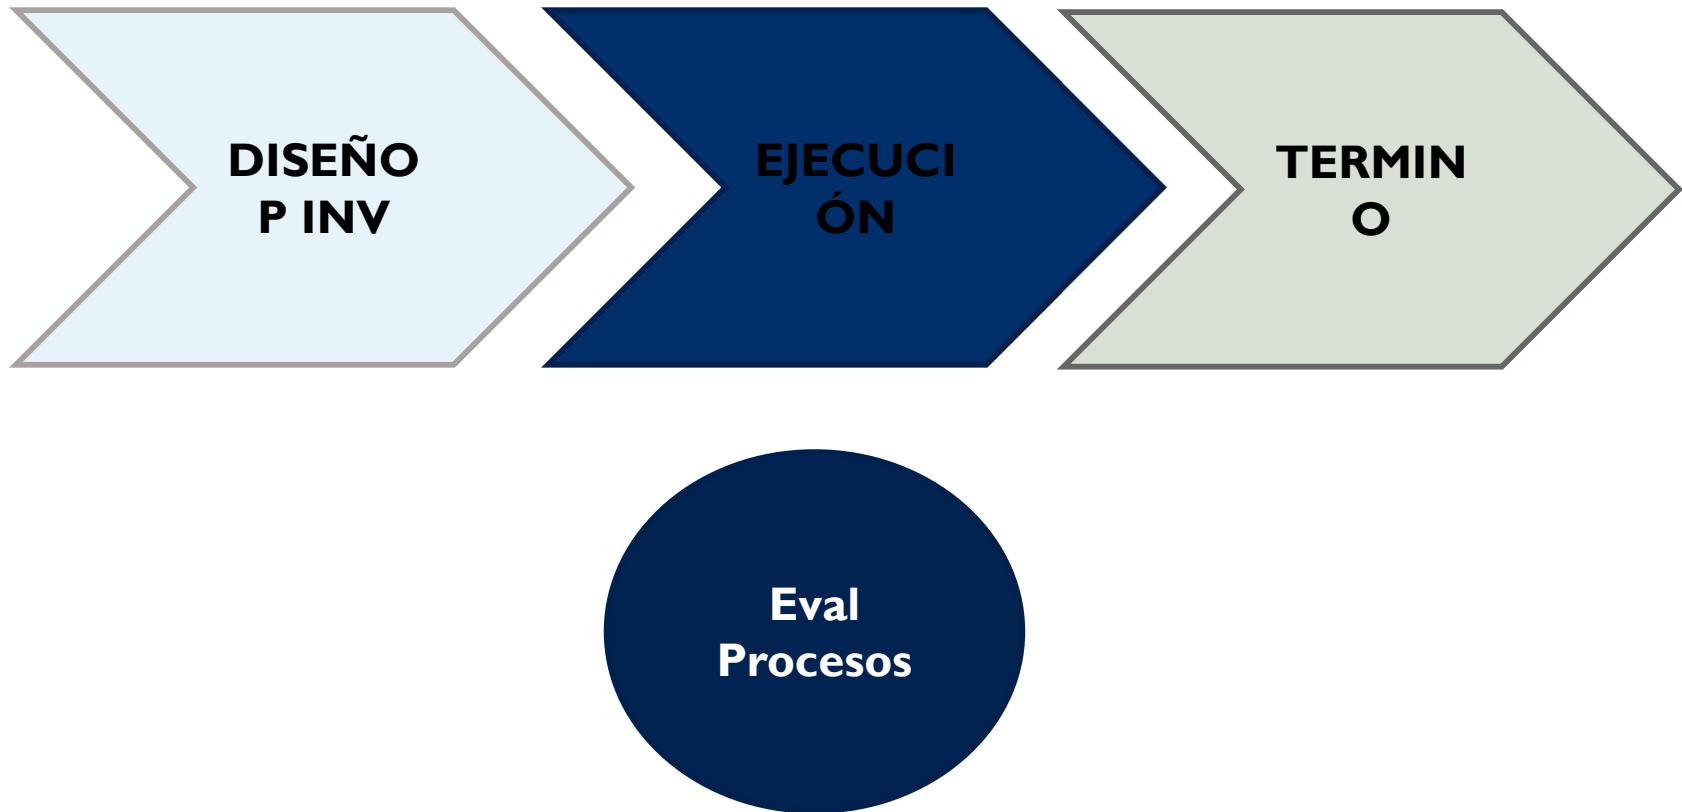 DISEÑO
P INV
EJECUCI
ÓN
TERMIN
O
Eval
Procesos